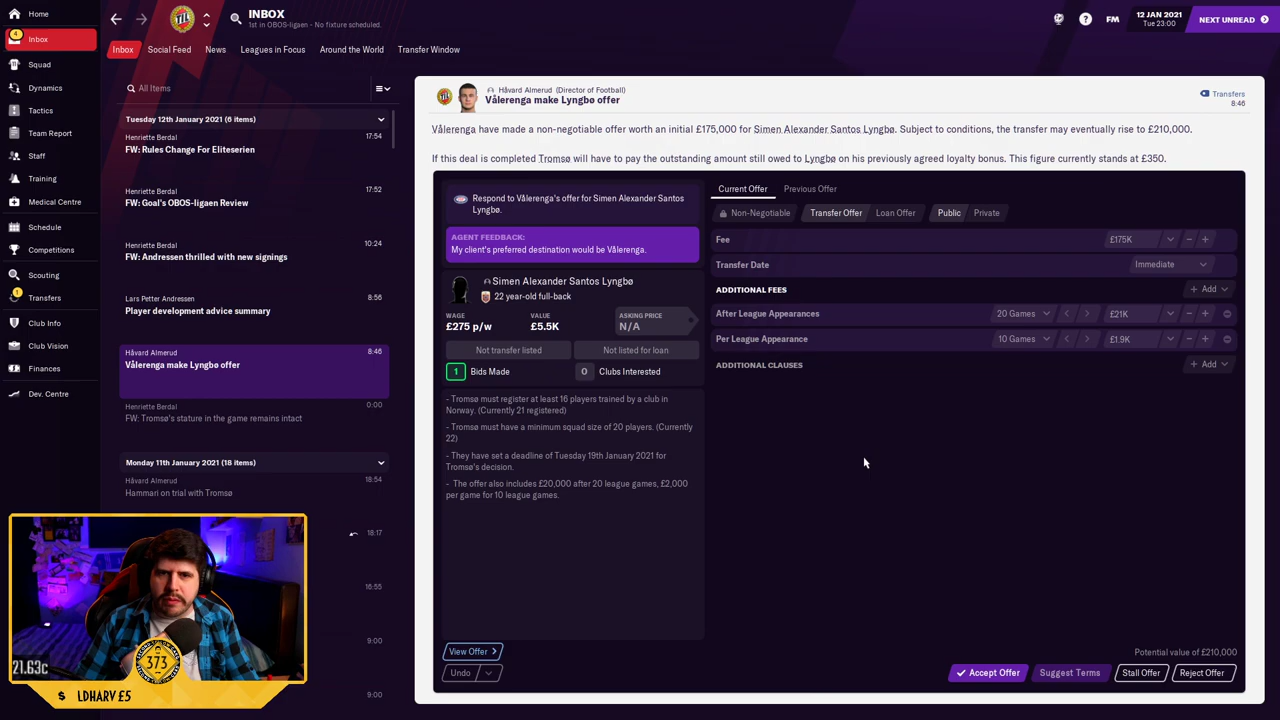 Home
4
Inbox
Squad
Dynamics
Tactics
Team Report
Staff
Training
Medical Centre
Schedule
Competitions
Scouting
1
Transfers
Club Info
Club Vision
Finances
Dev. Centre
TIL
INBOX
1st in OBOS-ligaen - No fixture scheduled.
?
FM
12 JAN 2021
Tue 23:00
NEXT UNREAD
Inbox
Social Feed
News
Leagues in Focus
Around the World
Transfer Window
All Items
Tuesday 12th January 2021 (6 items)
Henriette Berdal
17:54
FW: Rules Change For Eliteserien
Henriette Berdal
17:52
FW: Goal's OBOS-ligaen Review
Henriette Berdal
10:24
FW: Andressen thrilled with new signings
Lars Petter Andressen
8:56
Player development advice summary
Håvard Almerud
8:46
Vålerenga make Lyngbø offer
Henriette Berdal
0:00
FW: Tromsø's stature in the game remains intact
Monday 11th January 2021 (18 items)
Håvard Almerud
18:54
Hammari on trial with Tromsø
18:17
16:55
9:00
9:00
Håvard Almerud (Director of Football)
Vålerenga make Lyngbø offer
Transfers
8:46
Vålerenga have made a non-negotiable offer worth an initial £175,000 for Simen Alexander Santos Lyngbø. Subject to conditions, the transfer may eventually rise to £210,000.
If this deal is completed Tromsø will have to pay the outstanding amount still owed to Lyngbø on his previously agreed loyalty bonus. This figure currently stands at £350.
Respond to Vålerenga's offer for Simen Alexander Santos
Lyngbø.
AGENT FEEDBACK:
My client's preferred destination would be Vålerenga.
Simen Alexander Santos Lyngbø
22 year-old full-back
WAGE
£275 p/w
VALUE
£5.5K
ASKING PRICE
N/A
Not transfer listed
Not listed for loan
1
Bids Made
0
Clubs Interested
- Tromsø must register at least 16 players trained by a club in
Norway. (Currently 21 registered)
- Tromsø must have a minimum squad size of 20 players. (Currently
22)
- They have set a deadline of Tuesday 19th January 2021 for
Tromsø's decision.
- The offer also includes £20,000 after 20 league games, £2,000
per game for 10 league games.
View Offer
Undo
Current Offer
Previous Offer
Non-Negotiable
Transfer Offer
Loan Offer
Public
Private
Fee
£175K
Transfer Date
Immediate
ADDITIONAL FEES
Add
After League Appearances
20 Games
£21K
Per League Appearance
10 Games
£1.9K
ADDITIONAL CLAUSES
Add
Potential value of £210,000
Accept Offer
Suggest Terms
Stall Offer
Reject Offer
21.63c
373
$ LDHARV £5